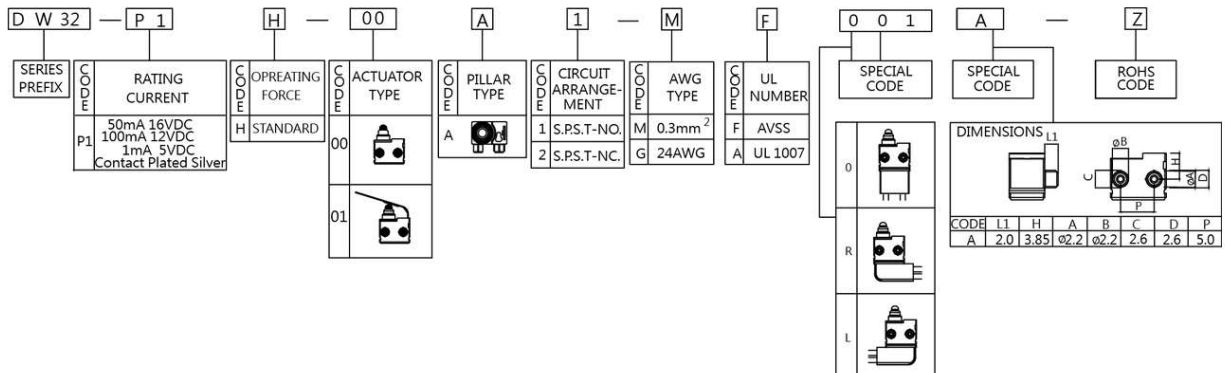 D W 32 — P 1 H — 00 A 1 — M F 0 0 1 A — Z
SERIES PREFIX
CODE
RATING CURRENT
P1
50mA 16VDC
100mA 12VDC
1mA 5VDC
Contact Plated Silver
CODE
OPREATING FORCE
H STANDARD
CODE
ACTUATOR TYPE
00
01
CODE
PILLAR TYPE
A
CODE
CIRCUIT ARRANGE-
MENT
1 S.P.S.T-NO.
2 S.P.S.T-NC.
CODE
AWG TYPE
M 0.3mm²
G 24AWG
CODE
UL NUMBER
F AVSS
A UL 1007
SPECIAL CODE
0
R
L
SPECIAL CODE
DIMENSIONS
L1
øB
H
C
øA
D
P
CODE L1 H A B C D P
A 2.0 3.85 ø2.2 ø2.2 2.6 2.6 5.0
ROHS CODE